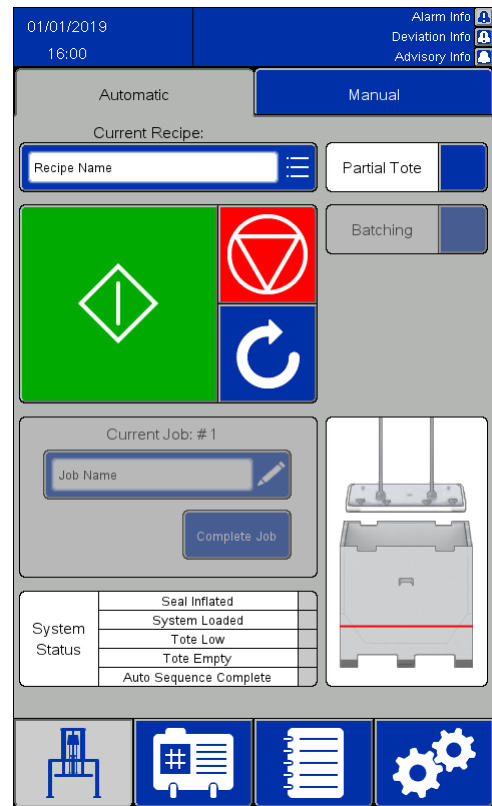 01/01/2019
16:00
Alarm Info
Deviation Info
Advisory Info
Automatic
Manual
Current Recipe:
Recipe Name
Partial Tote
Batching
Current Job: # 1
Job Name
Complete Job
System
Status
Seal Inflated
System Loaded
Tote Low
Tote Empty
Auto Sequence Complete
#